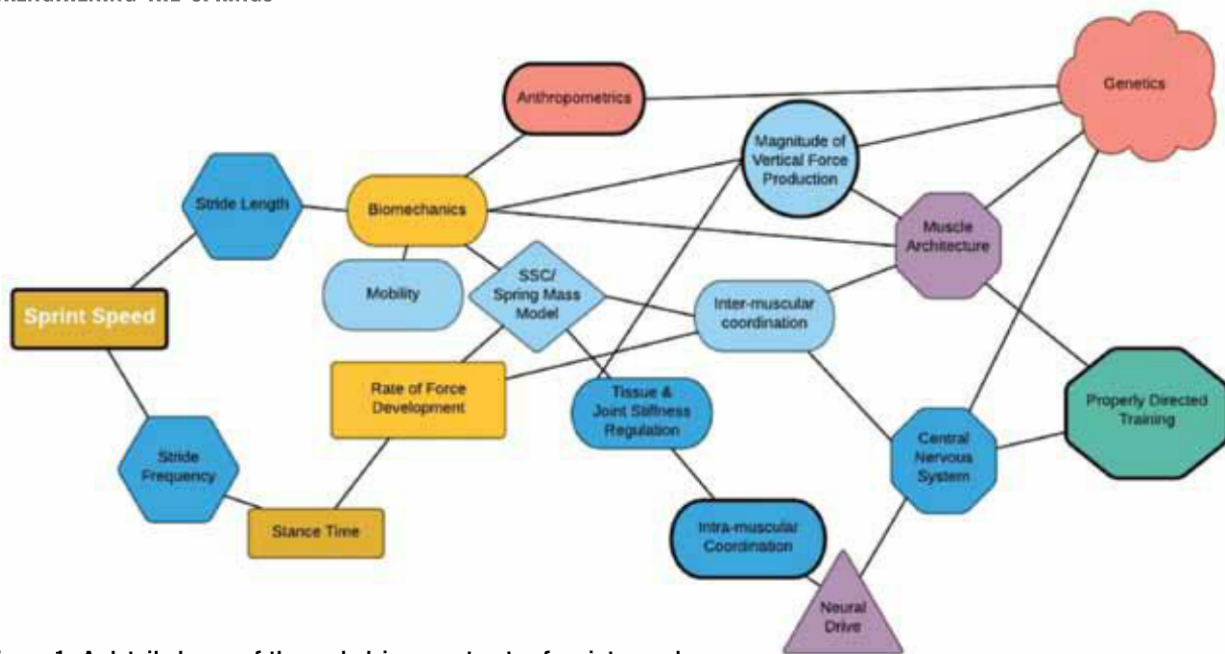 Anthropometrics
Genetics
Magnitude of
Vertical Force
Production
Stride Length
Biomechanics
Muscle
Architecture
Mobility
SSC/
Spring Mass
Model
Inter-muscular
coordination
Sprint Speed
Rate of Force
Development
Tissue &
Joint Stiffness
Regulation
Properly Directed
Training
Stride
Frequency
Central
Nervous
System
Stance Time
Intra-muscular
Coordination
Neural
Drive